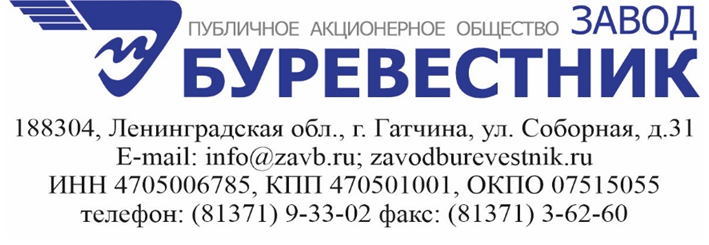 ПУБЛИЧНОЕ АКЦИОНЕРНОЕ ОБЩЕСТВО ЗАВОД
БУРЕВЕСТНИК
188304, Ленинградская обл., г. Гатчина, ул. Соборная, д.31
E-mail: info@zavb.ru; zavodburevestnik.ru
ИНН 4705006785, КПП 470501001, ОКПО 07515055
телефон: (81371) 9-33-02 факс: (81371) 3-62-60